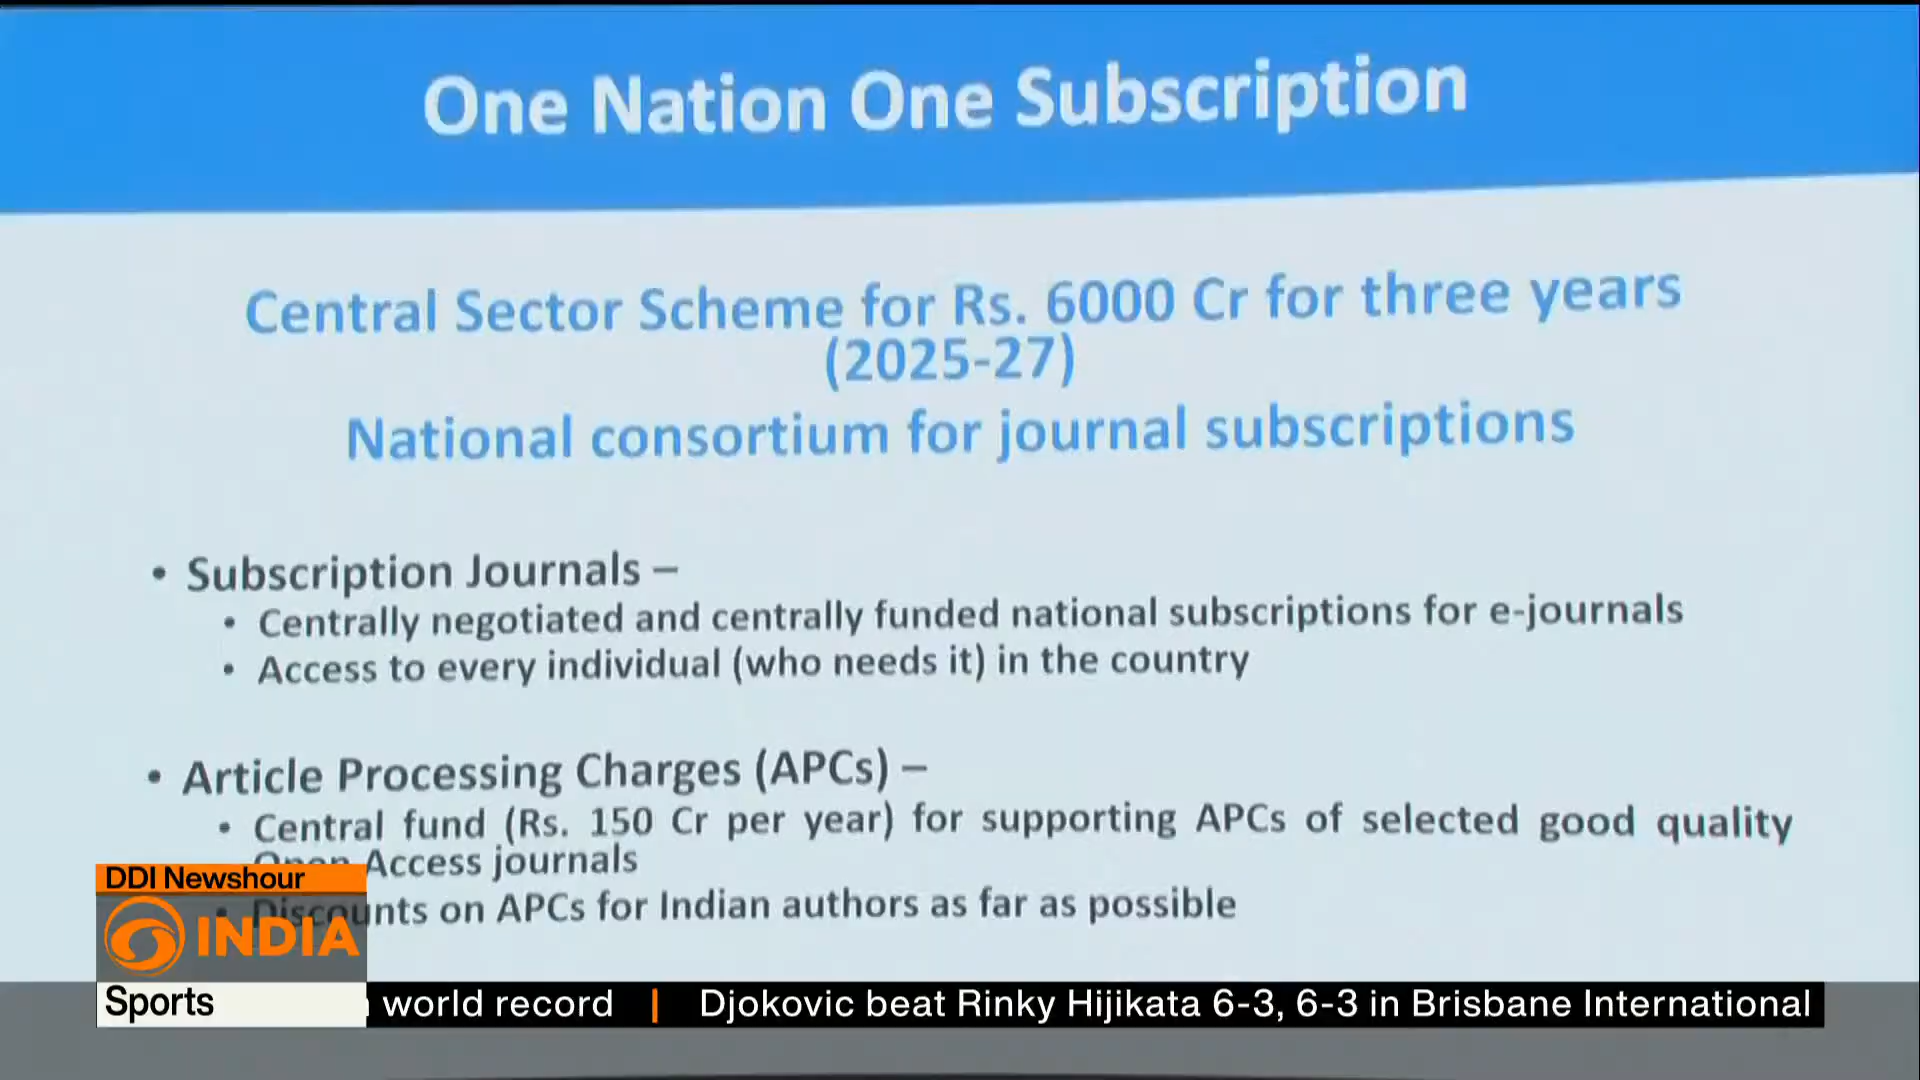 One Nation One Subscription
Central Sector Scheme for Rs. 6000 Cr for three years
(2025-27)
National consortium for journal subscriptions
• Subscription Journals –
• Centrally negotiated and centrally funded national subscriptions for e-journals
• Access to every individual (who needs it) in the country
• Article Processing Charges (APCs) –
• Central fund (Rs. 150 Cr per year) for supporting APCs of selected good quality
Open Access journals
• Discounts on APCs for Indian authors as far as possible
DDI Newshour
INDIA
Sports
world record | Djokovic beat Rinky Hijikata 6-3, 6-3 in Brisbane International